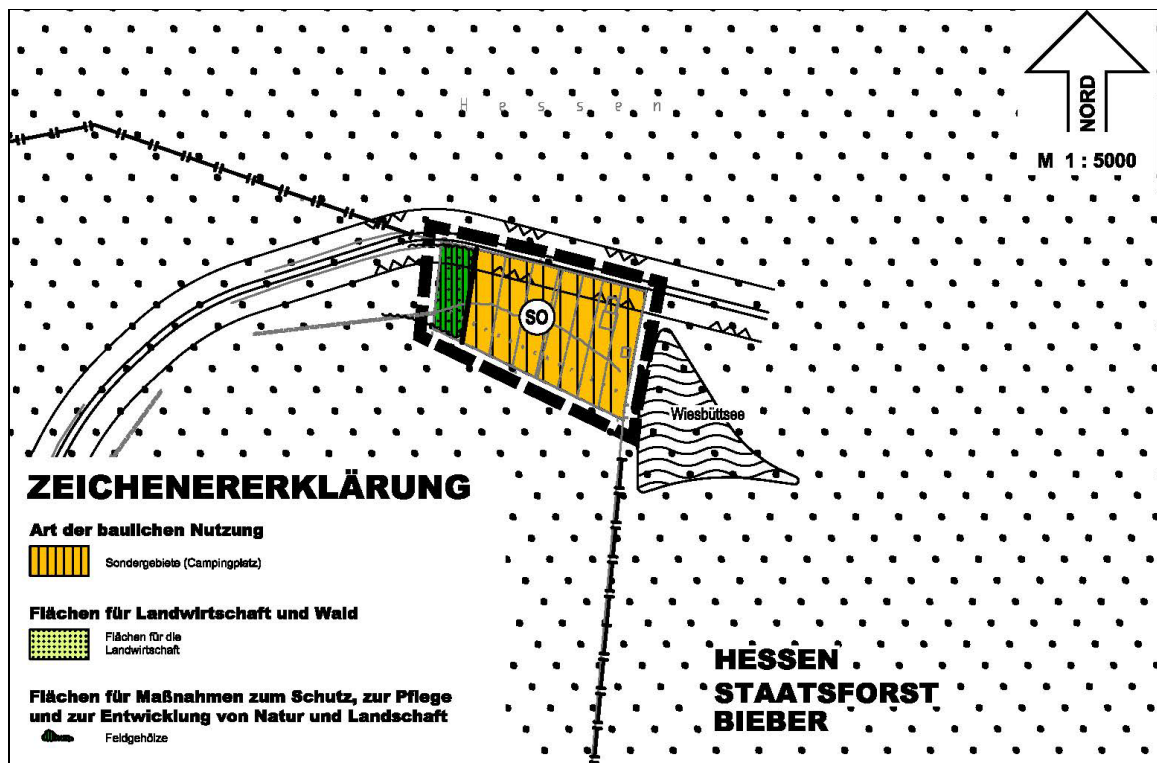 Hessen
NORD
M 1 : 5000
SO
Wiesbüttsee
ZEICHENERERKLÄRUNG
Art der baulichen Nutzung
Sondergebiete (Campingplatz)
Flächen für Landwirtschaft und Wald
Flächen für die
Landwirtschaft
Flächen für Maßnahmen zum Schutz, zur Pflege
und zur Entwicklung von Natur und Landschaft
Feldgehölze
HESSEN
STAATSFORST
BIEBER